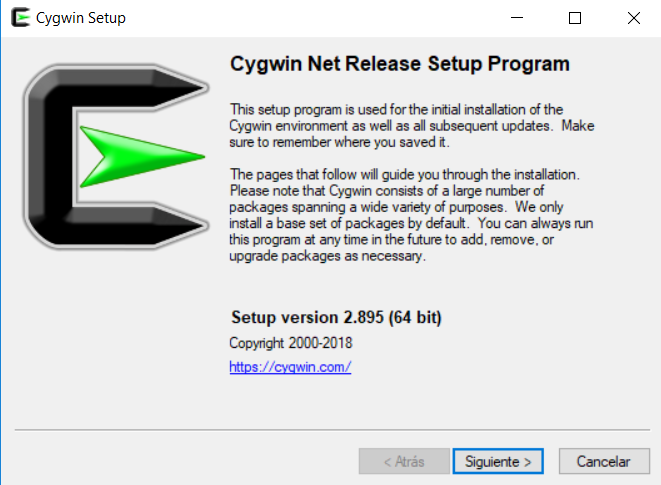 Cygwin Setup
Cygwin Net Release Setup Program
This setup program is used for the initial installation of the
Cygwin environment as well as all subsequent updates.  Make
sure to remember where you saved it.
The pages that follow will guide you through the installation.
Please note that Cygwin consists of a large number of
packages spanning a wide variety of purposes.  We only
install a base set of packages by default.  You can always run
this program at any time in the future to add, remove, or
upgrade packages as necessary.
Setup version 2.895 (64 bit)
Copyright 2000-2018
https://cygwin.com/
< Atrás
Siguiente >
Cancelar